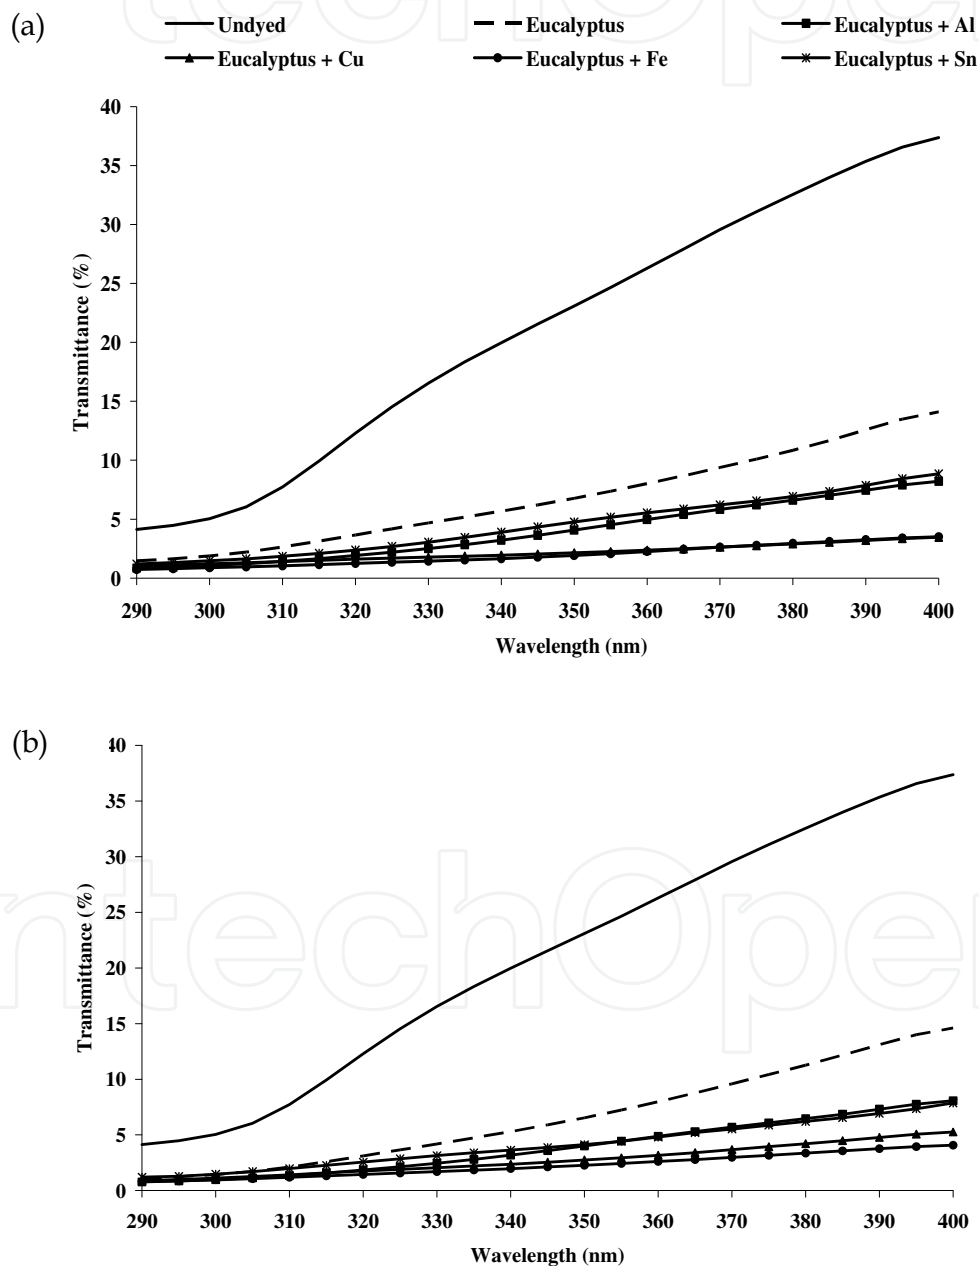 (a)
Undyed Eucalyptus Eucalyptus + Al
Eucalyptus + Cu Eucalyptus + Fe Eucalyptus + Sn
40
35
30
25
20
15
10
5
0
Transmittance (%)
290 300 310 320 330 340 350 360 370 380 390 400
Wavelength (nm)
(b)
40
35
30
25
20
15
10
5
0
Transmittance (%)
290 300 310 320 330 340 350 360 370 380 390 400
Wavelength (nm)
ntechOpe